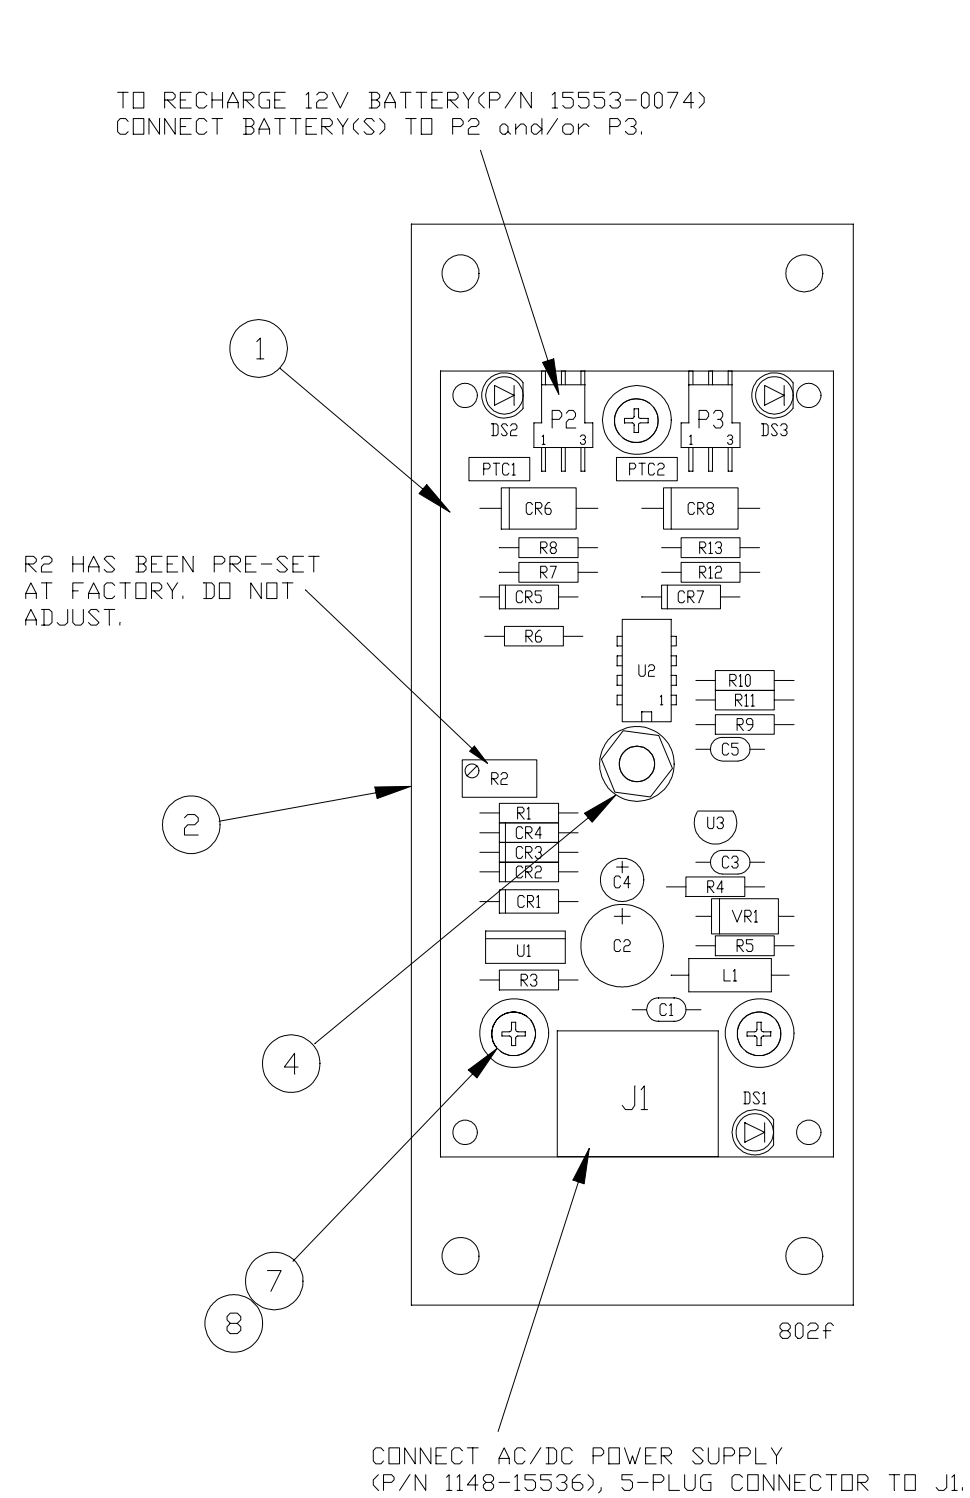 TO RECHARGE 12V BATTERY(P/N 15553-0074)
CONNECT BATTERY(S) TO P2 and/or P3.
1
DS2
P2
1 3
P3
1 3
DS3
PTC1
PTC2
CR6
CR8
R8
R13
R7
R12
CR5
CR7
R2 HAS BEEN PRE-SET
AT FACTORY. DO NOT
ADJUST.
R6
U2
1
R10
R11
R9
C5
R2
2
R1
CR4
CR3
CR2
CR1
U3
C3
+
C4
R4
+
C2
VR1
U1
R5
R3
L1
C1
4
J1
DS1
7
8
802f
CONNECT AC/DC POWER SUPPLY
(P/N 1148-15536), 5-PLUG CONNECTOR TO J1.